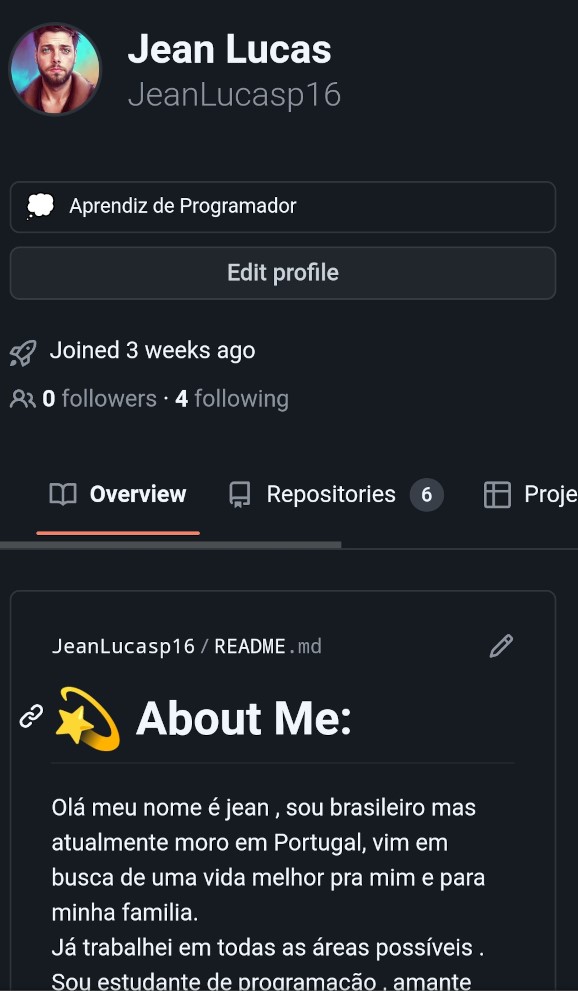 Jean Lucas
JeanLucasp16
Aprendiz de Programador
Edit profile
Joined 3 weeks ago
0 followers · 4 following
Overview Repositories 6 Proje
JeanLucasp16 / README.md
About Me:
Olá meu nome é jean , sou brasileiro mas
atualmente moro em Portugal, vim em
busca de uma vida melhor pra mim e para
minha familia.
Já trabalhei em todas as áreas possíveis .
Sou estudante de programação , amante